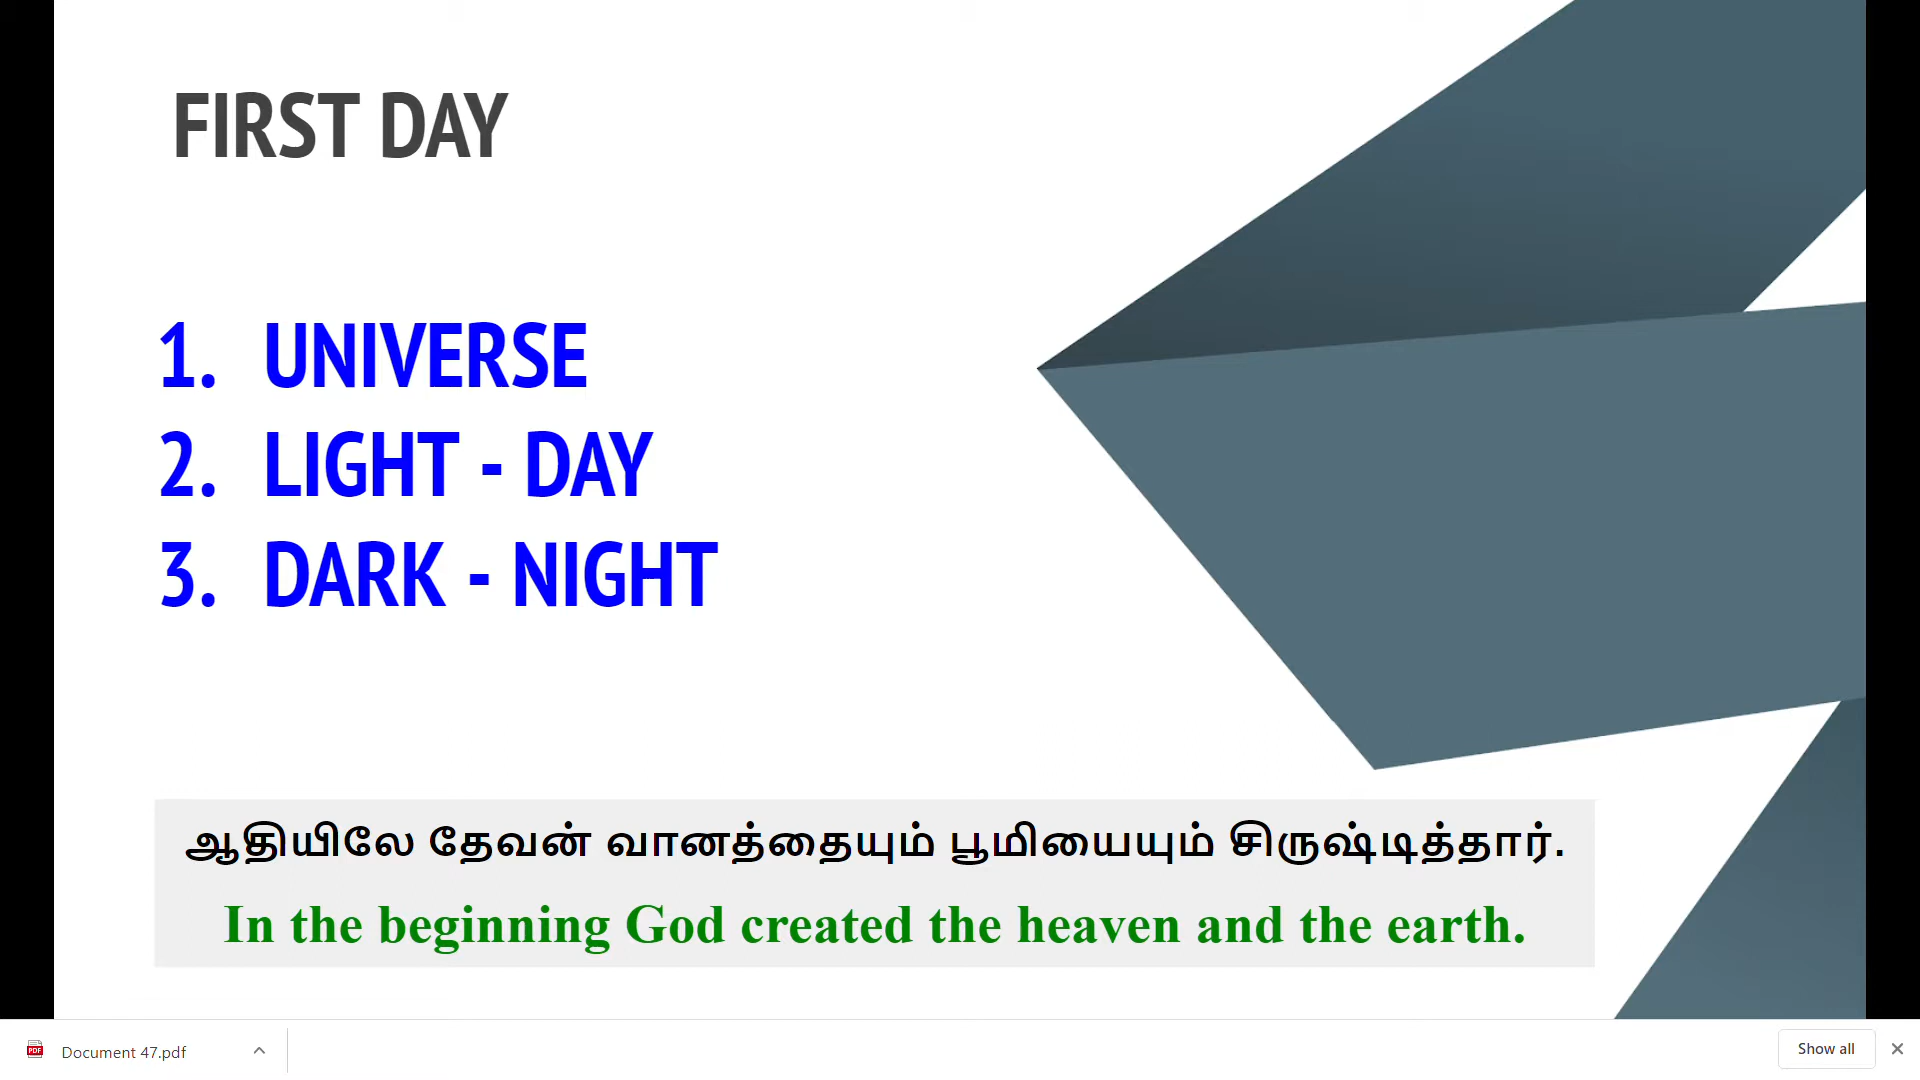 FIRST DAY
1. UNIVERSE
2. LIGHT - DAY
3. DARK - NIGHT
ஆதியிலே தேவன் வானத்தையும் பூமியையும் சிருஷ்டித்தார்.
In the beginning God created the heaven and the earth.
Document 47.pdf
Show all